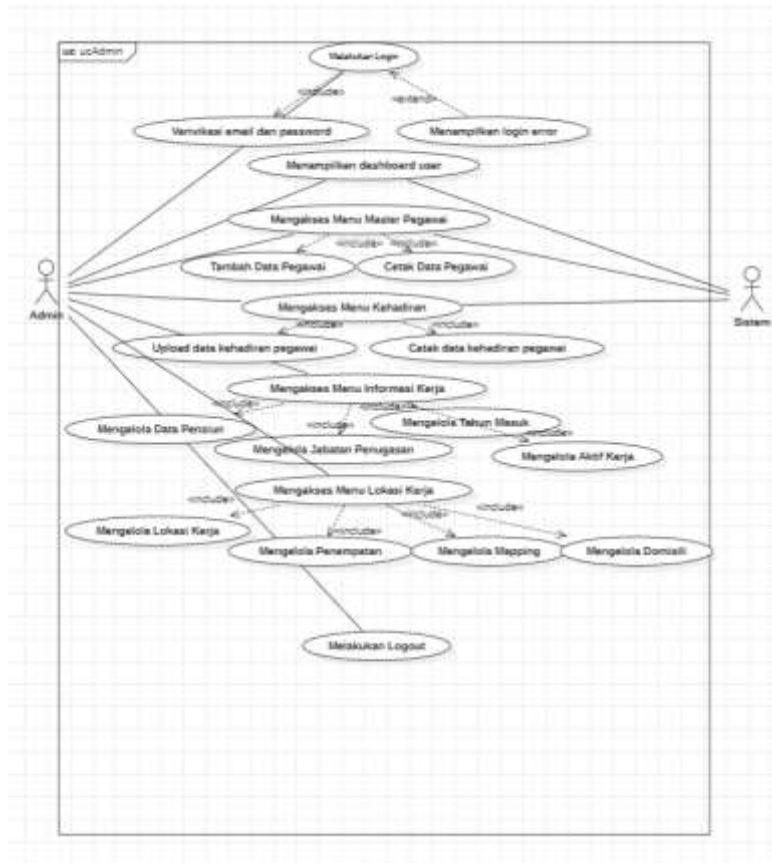 uc ucAdmin
Melakukan Login
«include»
«extend»
Verivikasi email dan password
Menampilkan login error
Menampilkan dashboard user
Mengakses Menu Master Pegawai
«include» «include»
Tambah Data Pegawai
Cetak Data Pegawai
Admin
Sistem
Mengakses Menu Kehadiran
«include»
«include»
Upload data kehadiran pegawai
Catak data kehadiran pegawai
Mengakses Menu Informasi Kerja
«include»
«include»
Mengelola Tahun Masuk
Mengelola Data Pensiun
«include»
«include»
Mengelola Jabatan Penugasan
Mengelola Aktif Kerja
Mengakses Menu Lokasi Kerja
«include»
«include»
«include»
«include»
Mengelola Lokasi Kerja
Mengelola Penempatan
Mengelola Mapping
Mengelola Domisili
Melakukan Logout